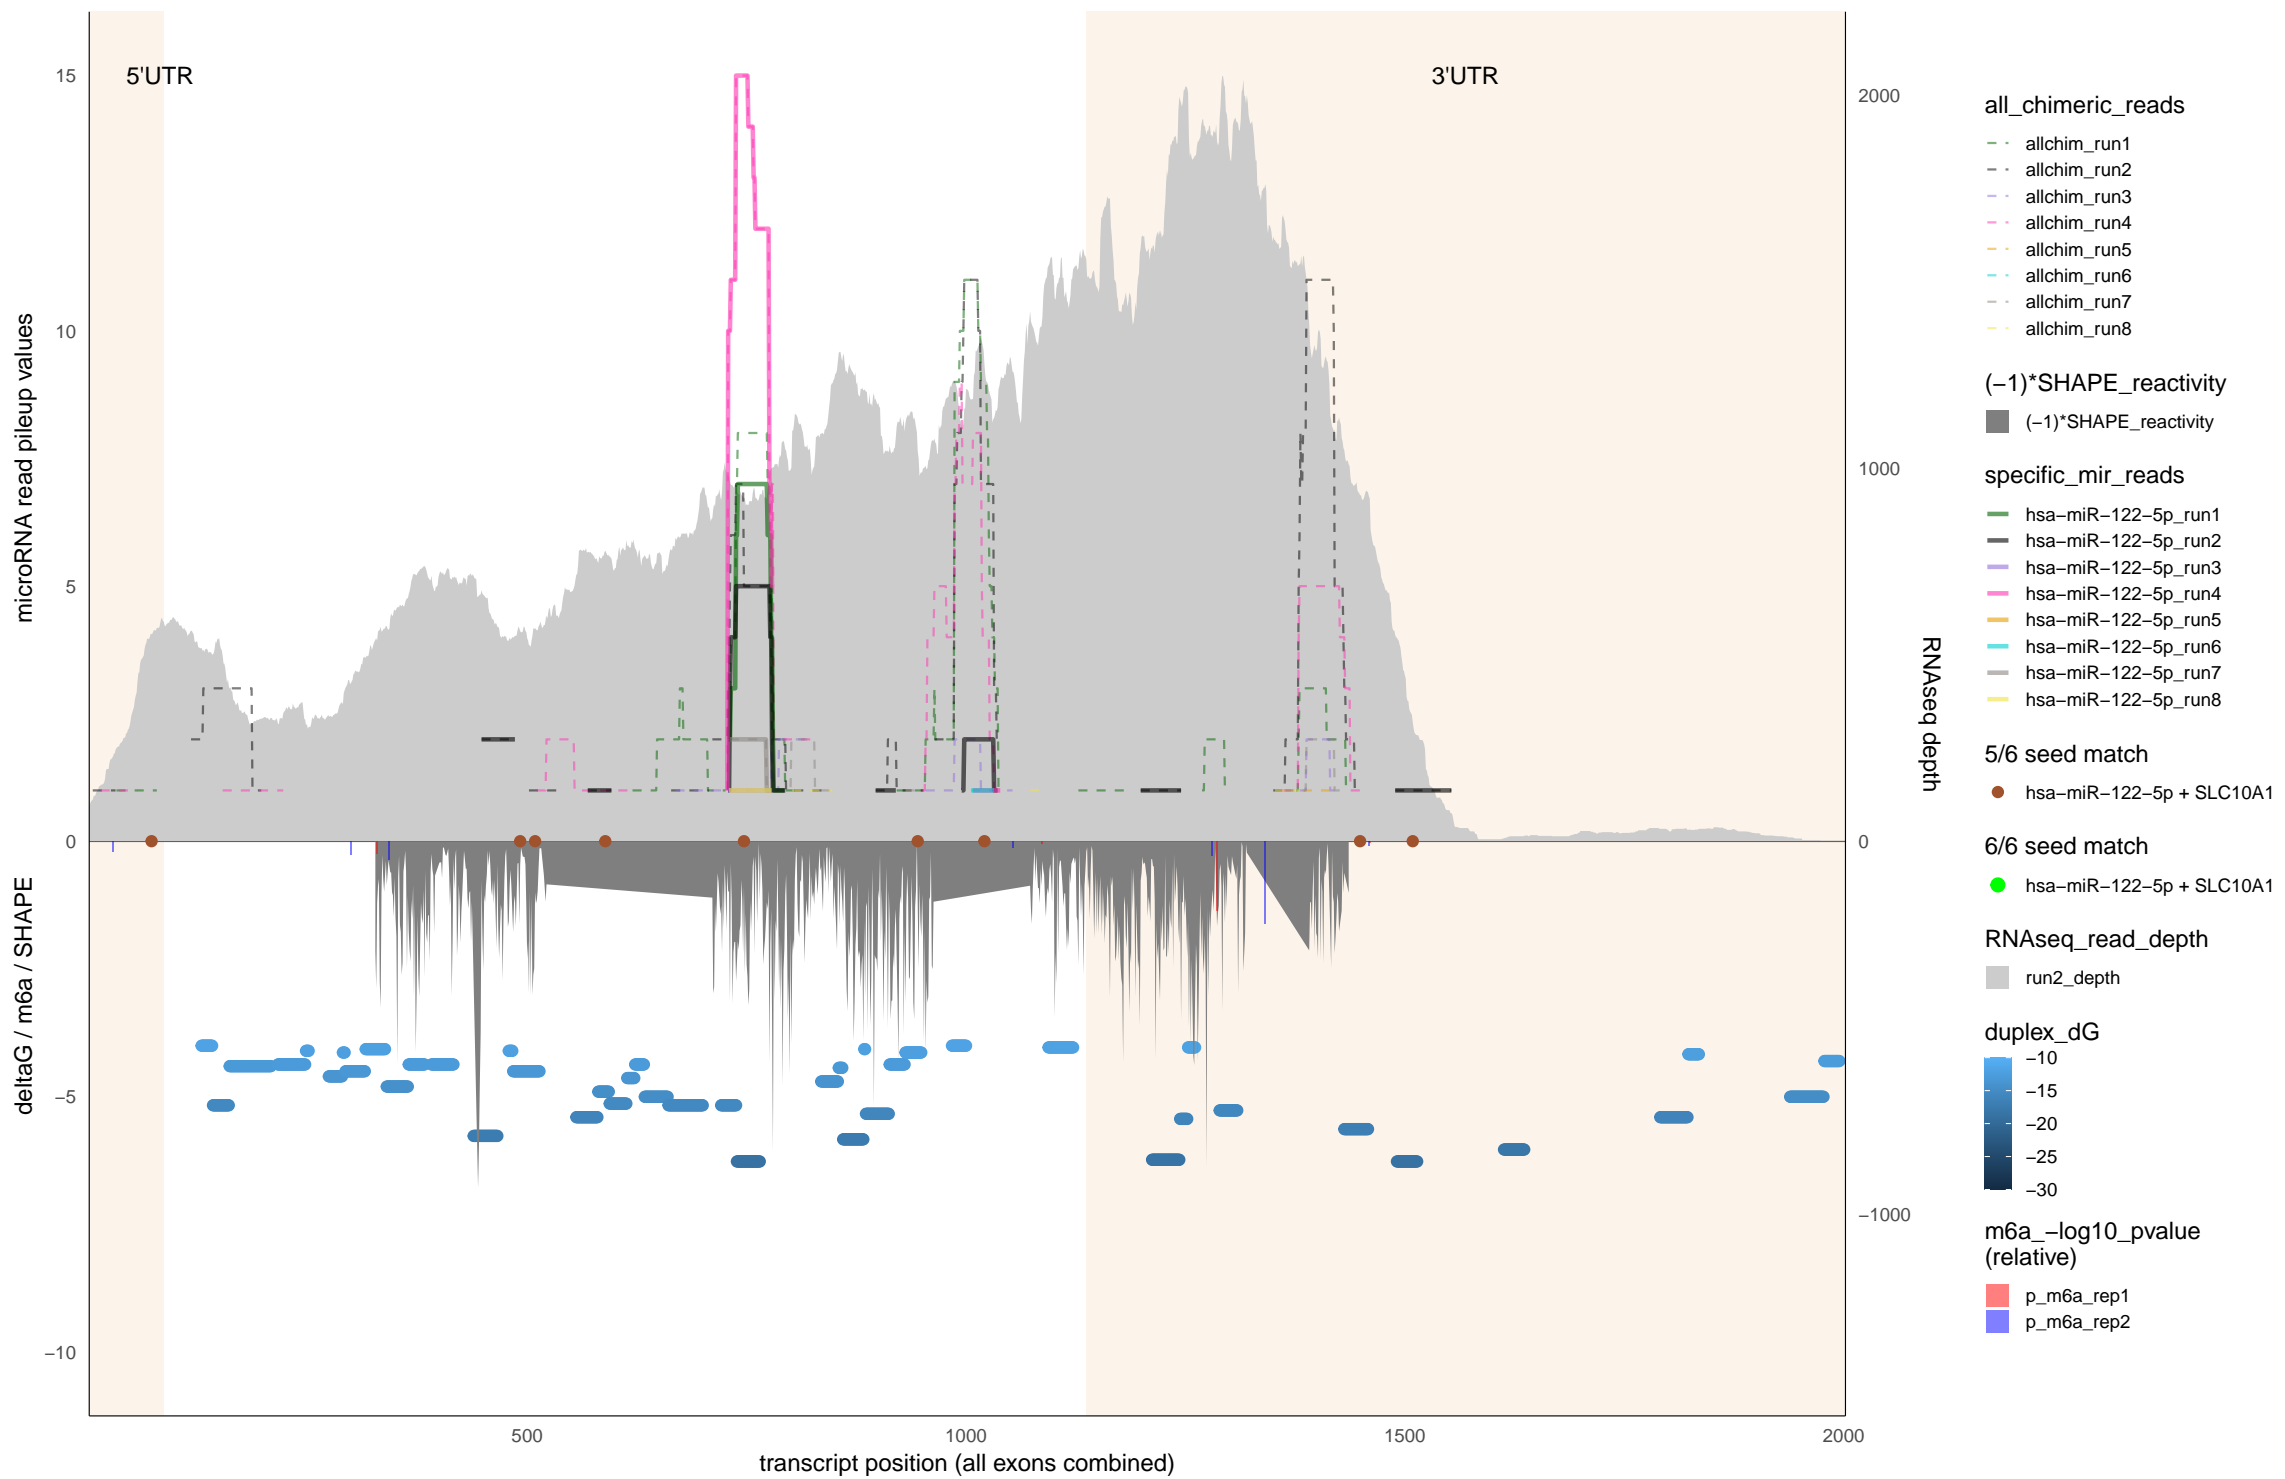 5'UTR
3'UTR
15
10
5
0
−5
−10
microRNA read pileup values
deltaG / m6a / SHAPE
2000
1000
0
−1000
RNAseq depth
500
1000
1500
2000
transcript position (all exons combined)
all_chimeric_reads
allchim_run1
allchim_run2
allchim_run3
allchim_run4
allchim_run5
allchim_run6
allchim_run7
allchim_run8
(−1)*SHAPE_reactivity
(−1)*SHAPE_reactivity
specific_mir_reads
hsa−miR−122−5p_run1
hsa−miR−122−5p_run2
hsa−miR−122−5p_run3
hsa−miR−122−5p_run4
hsa−miR−122−5p_run5
hsa−miR−122−5p_run6
hsa−miR−122−5p_run7
hsa−miR−122−5p_run8
5/6 seed match
hsa−miR−122−5p + SLC10A1
6/6 seed match
hsa−miR−122−5p + SLC10A1
RNAseq_read_depth
run2_depth
duplex_dG
−10
−15
−20
−25
−30
m6a_−log10_pvalue
(relative)
p_m6a_rep1
p_m6a_rep2